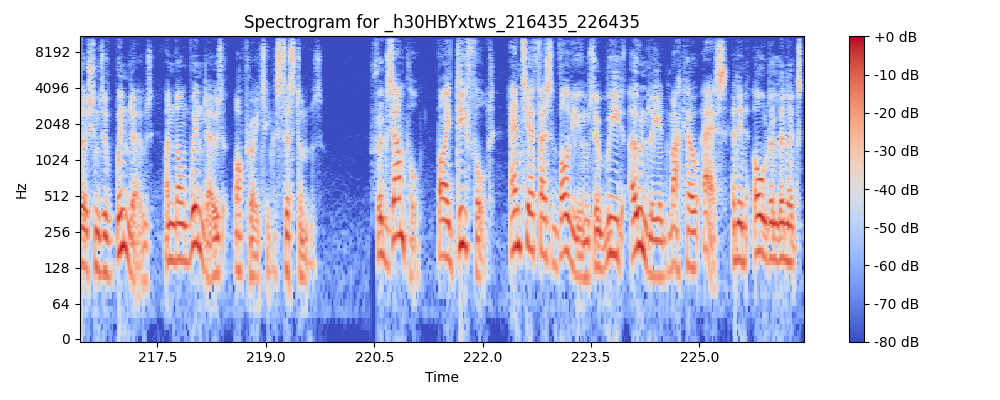 Spectrogram for _h30HBYxtws_216435_226435
8192
4096
2048
1024
512
256
128
64
0
Hz
217.5 219.0 220.5 222.0 223.5 225.0
Time
+0 dB
-10 dB
-20 dB
-30 dB
-40 dB
-50 dB
-60 dB
-70 dB
-80 dB